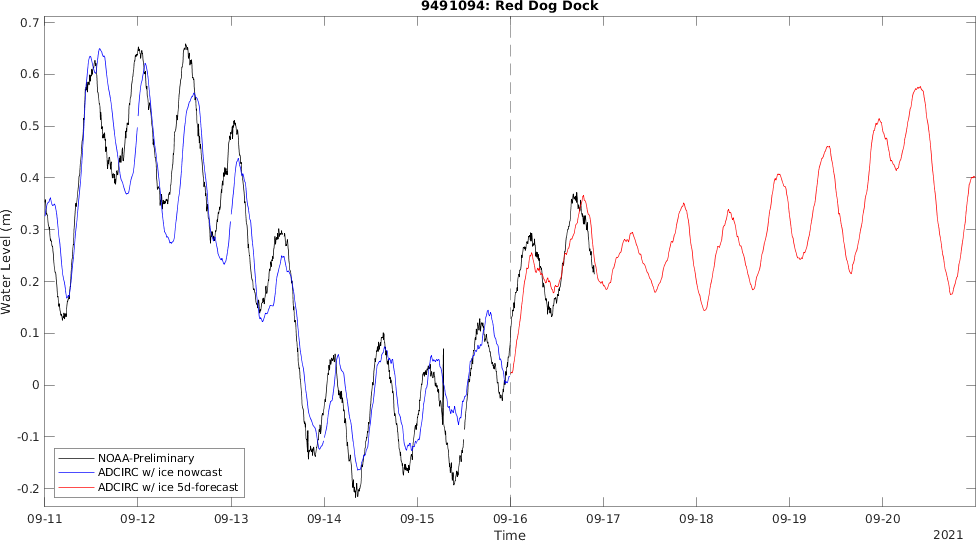 9491094: Red Dog Dock
Water Level (m)
0.7
0.6
0.5
0.4
0.3
0.2
0.1
0
-0.1
-0.2
NOAA-Preliminary
ADCIRC w/ ice nowcast
ADCIRC w/ ice 5d-forecast
09-11 09-12 09-13 09-14 09-15 09-16 09-17 09-18 09-19 09-20
Time
2021